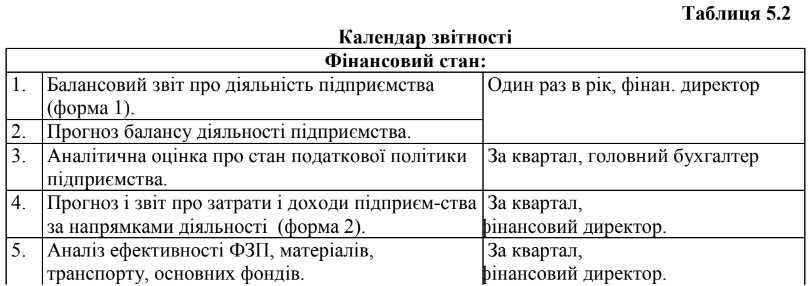 Таблиця 5.2
Календар звітності
Фінансовий стан:
1. Балансовий звіт про діяльність підприємства Один раз в рік, фінан. директор
(форма 1).
2. Прогноз балансу діяльності підприємства.
3. Аналітична оцінка про стан податкової політики За квартал, головний бухгалтер
підприємства.
4. Прогноз і звіт про затрати і доходи підприєм-ства За квартал,
за напрямками діяльності (форма 2). фінансовий директор.
5. Аналіз ефективності ФЗП, матеріалів, За квартал,
транспорту, основних фондів. фінансовий директор.